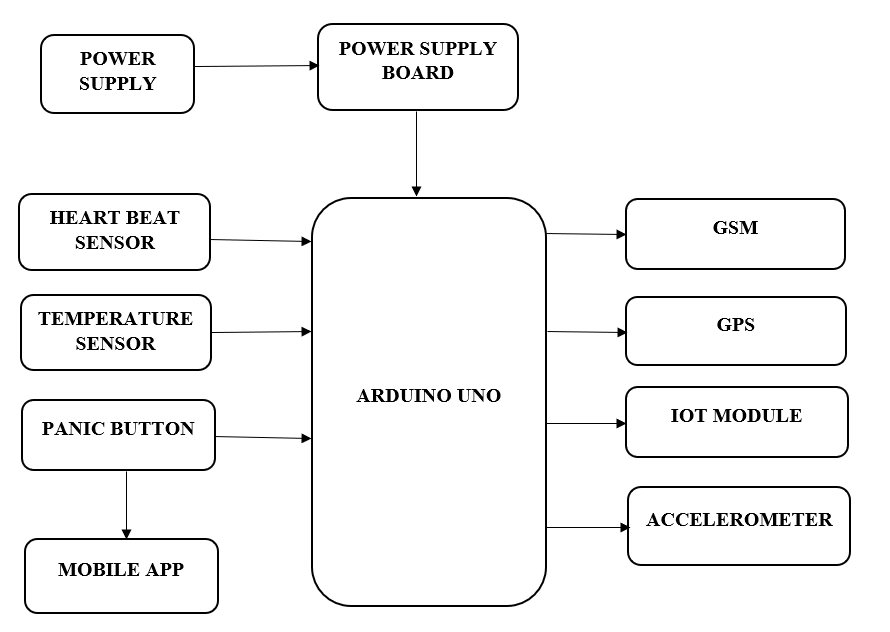 POWER
SUPPLY
POWER SUPPLY
BOARD
HEART BEAT
SENSOR
TEMPERATURE
SENSOR
PANIC BUTTON
MOBILE APP
ARDUINO UNO
GSM
GPS
IOT MODULE
ACCELEROMETER